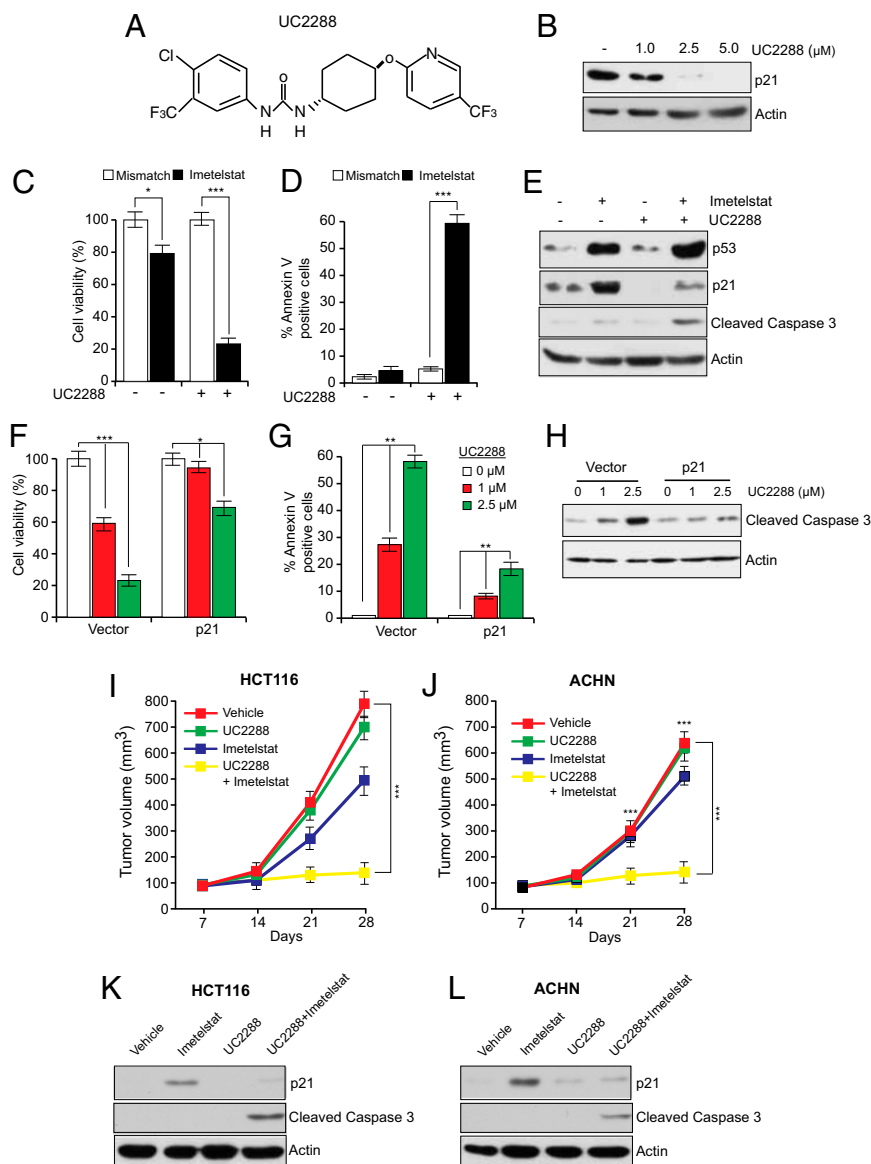 A
UC2288
Cl
F₃C
N
H
O
N
H
O
N
CF₃
B
- 1.0 2.5 5.0
UC2288 (μM)
p21
Actin
C
Mismatch Imetelstat
* ***
Cell viability (%)
100
80
60
40
20
0
UC2288 - - + +
D
Mismatch Imetelstat
***
% Annexin V
positive cells
60
50
40
30
20
10
0
UC2288 - - + +
E
- + - + Imetelstat
- - + + UC2288
p53
p21
Cleaved Caspase 3
Actin
F
*** *
Cell viability (%)
100
80
60
40
20
0
Vector p21
G
** **
UC2288
0 μM
1 μM
2.5 μM
% Annexin V
positive cells
60
50
40
30
20
10
0
Vector p21
H
Vector p21
0 1 2.5 0 1 2.5 UC2288 (μM)
Cleaved Caspase 3
Actin
I
HCT116
Vehicle
UC2288
Imetelstat
UC2288
+ Imetelstat
***
Tumor volume (mm³)
800
700
600
500
400
300
200
100
0
7 14 21 28
Days
J
ACHN
Vehicle
UC2288
Imetelstat
UC2288
+ Imetelstat
***
***
***
Tumor volume (mm³)
800
700
600
500
400
300
200
100
0
7 14 21 28
Days
K
HCT116
Vehicle
Imetelstat
UC2288
UC2288+Imetelstat
p21
Cleaved Caspase 3
Actin
L
ACHN
Vehicle
Imetelstat
UC2288
UC2288+Imetelstat
p21
Cleaved Caspase 3
Actin